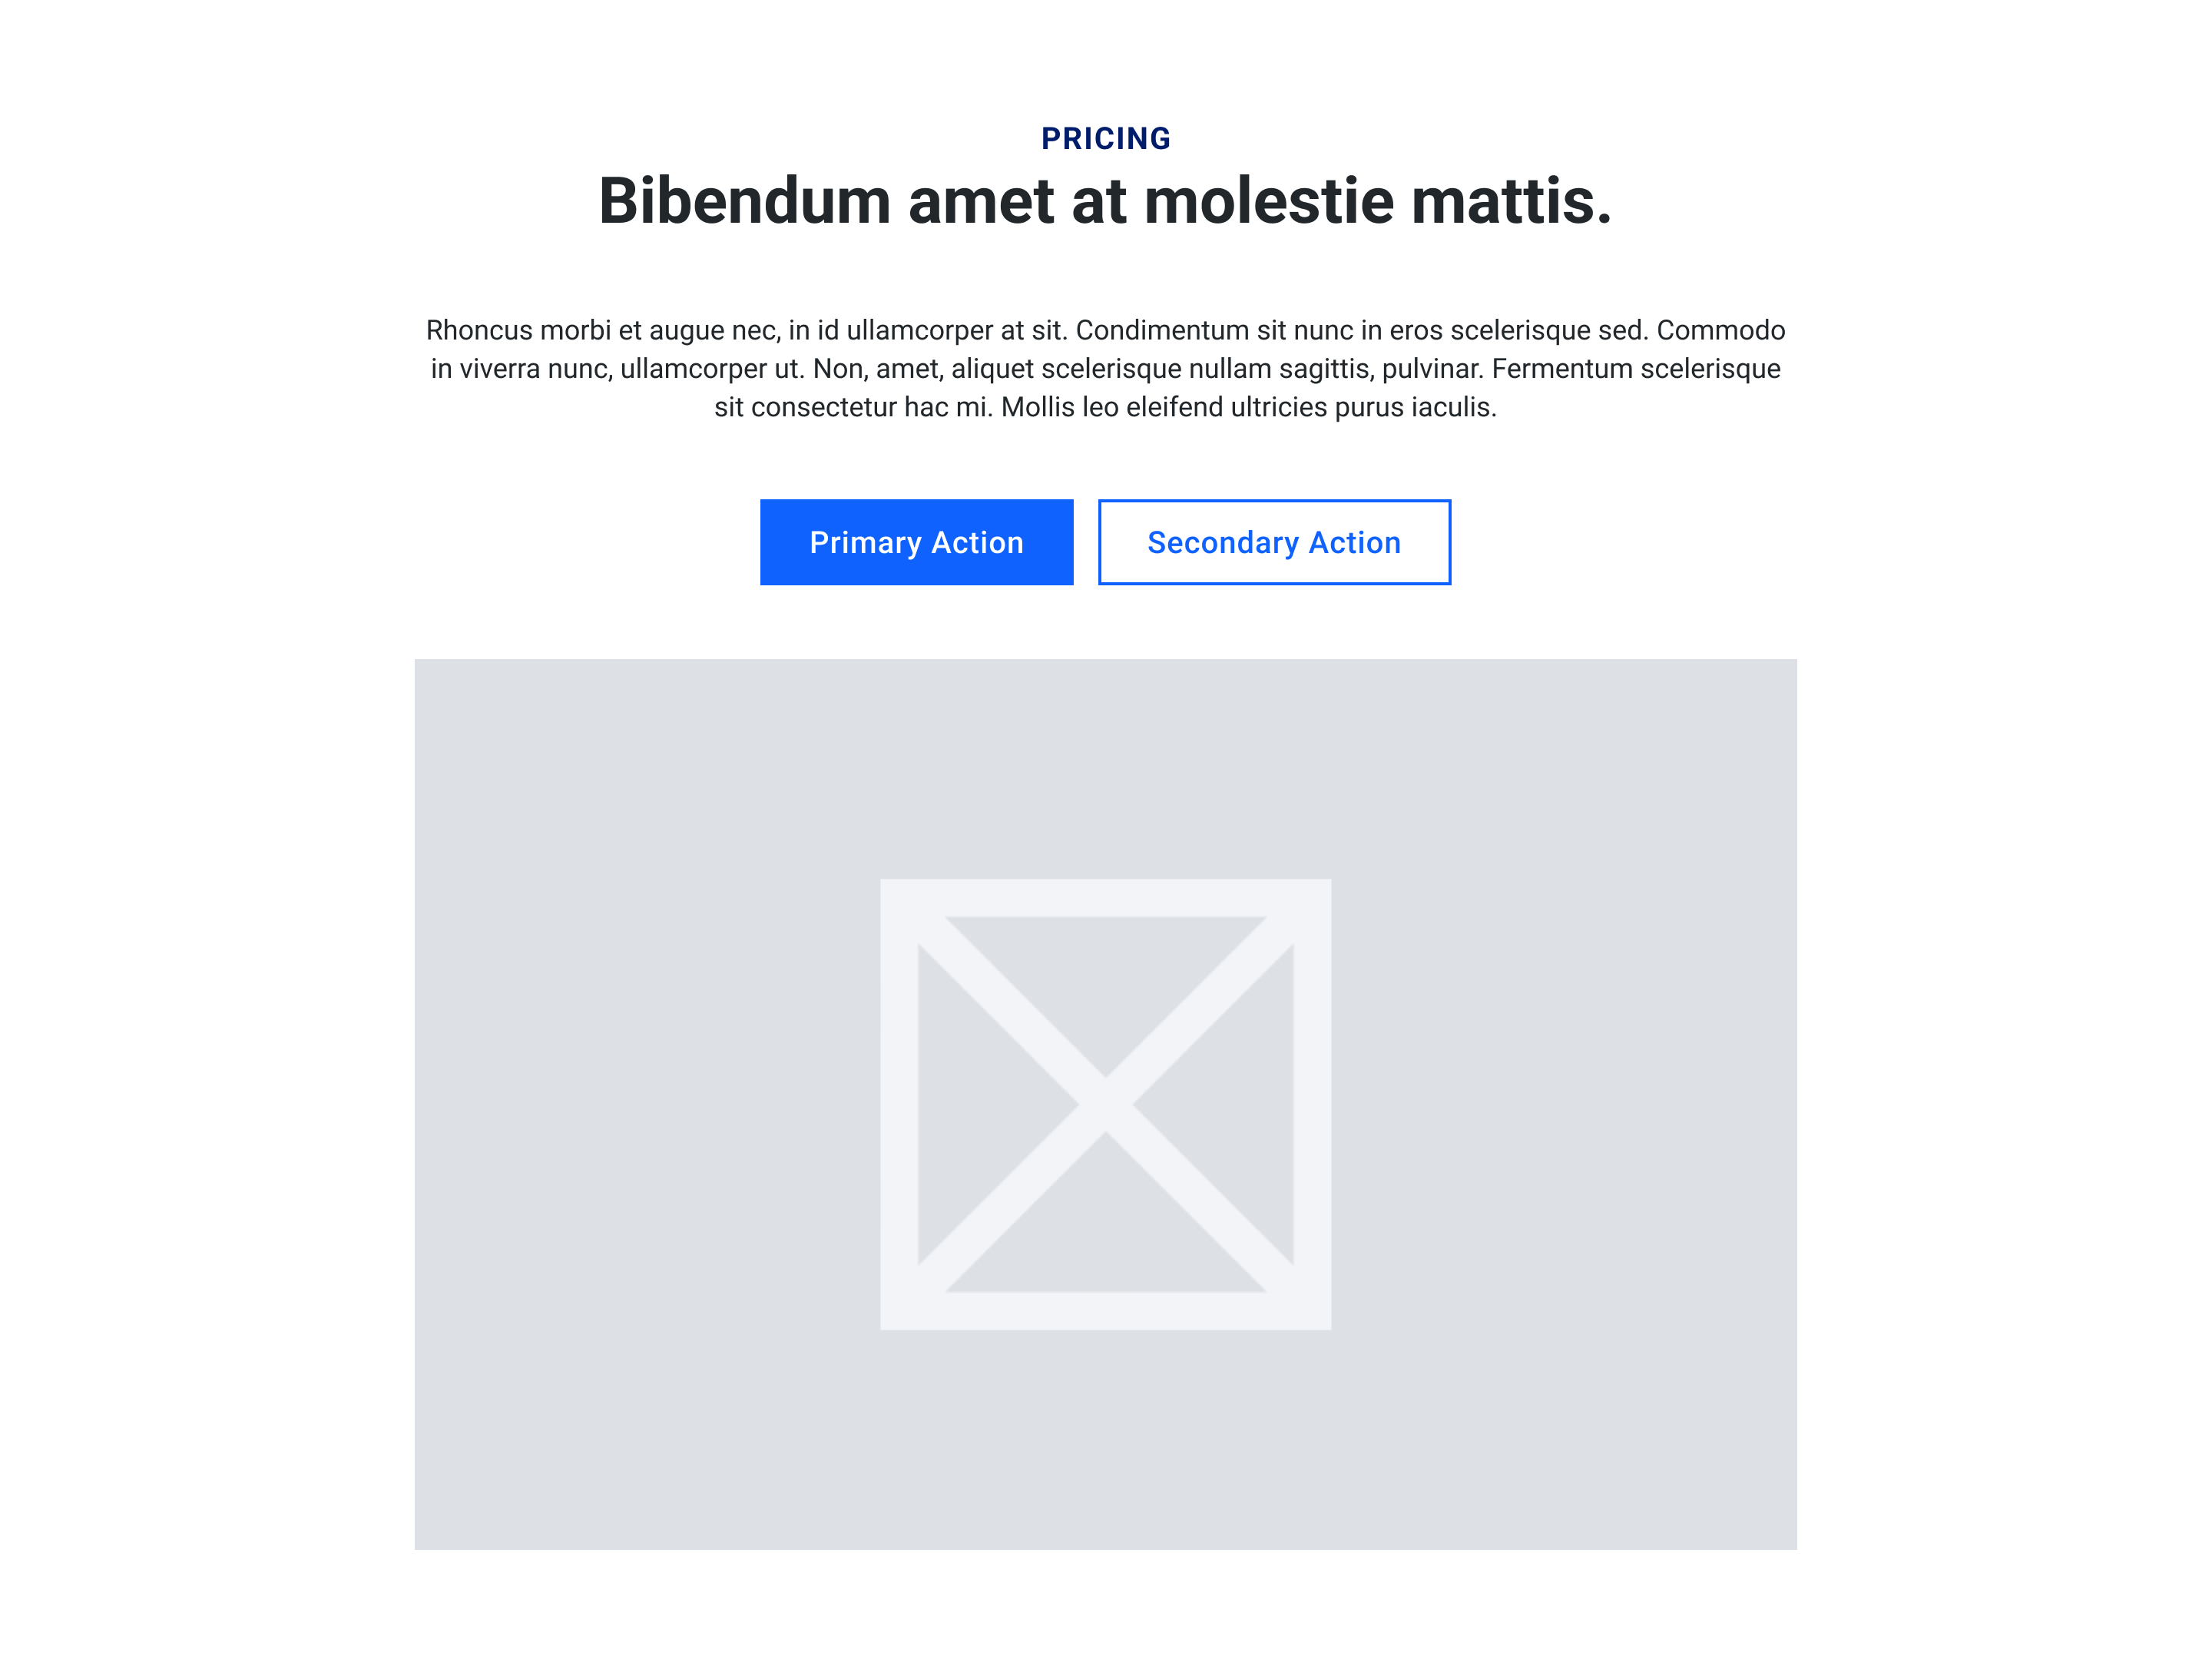 PRICING
Bibendum amet at molestie mattis.
Rhoncus morbi et augue nec, in id ullamcorper at sit. Condimentum sit nunc in eros scelerisque sed. Commodo
in viverra nunc, ullamcorper ut. Non, amet, aliquet scelerisque nullam sagittis, pulvinar. Fermentum scelerisque
sit consectetur hac mi. Mollis leo eleifend ultricies purus iaculis.
Primary Action
Secondary Action